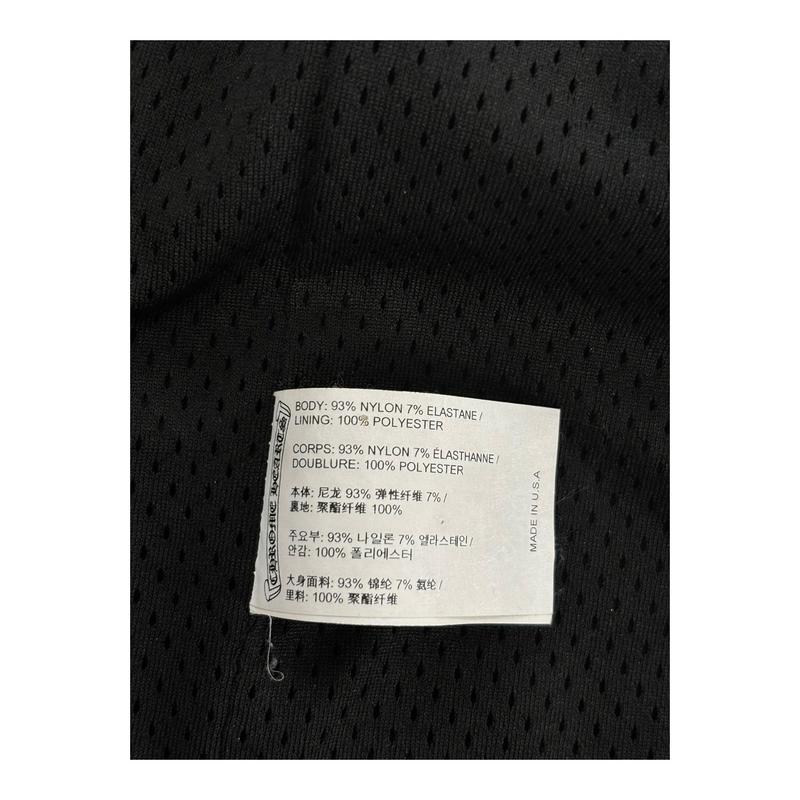 BODY: 93% NYLON 7% ELASTANE /
LINING: 100% POLYESTER
CORPS: 93% NYLON 7% ÉLASTHANNE /
DOUBLURE: 100% POLYESTER
本体: 尼龙 93% 弹性纤维 7% /
裏地: 聚酯纤维 100%
주요부: 93% 나일론 7% 엘라스테인 /
안감: 100% 폴리에스터
大身面料: 93% 锦纶 7% 氨纶 /
里料: 100% 聚酯纤维
CHROME HEARTS
MADE IN U.S.A